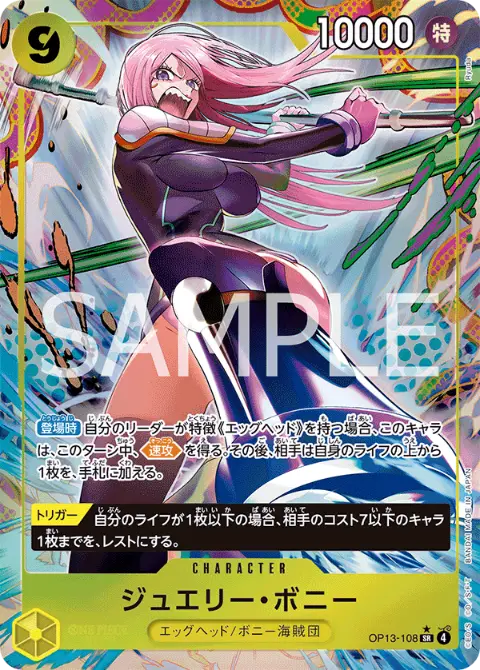 9
10000 特
Ryuda
SAMPLE
登場時 自分のリーダーが特徴《エッグヘッド》を持つ場合、このキャラ
は、このターン中、速攻を得る。その後、相手は自身のライフの上から
1枚を、手札に加える。
トリガー 自分のライフが1枚以下の場合、相手のコスト7以下のキャラ
1枚までを、レストにする。
CHARACTER
ジュエリー・ボニー
エッグヘッド/ボニー海賊団
ONE PIECE
OP13-108 SR 4
BANDAI MADE IN JAPAN